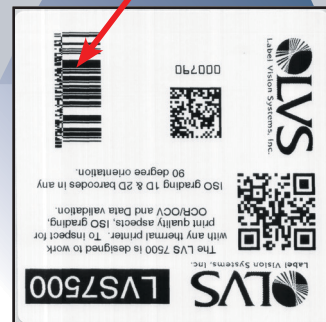 LVS
Label Vision Systems, Inc.
LVS7500
The LVS 7500 is designed to work
with any thermal printer. To inspect for
print quality aspects, ISO grading,
OCR/OCV and Data validation.
ISO grading 1D & 2D barcodes in any
90 degree orientation.
000790
LVS
Label Vision Systems, Inc.